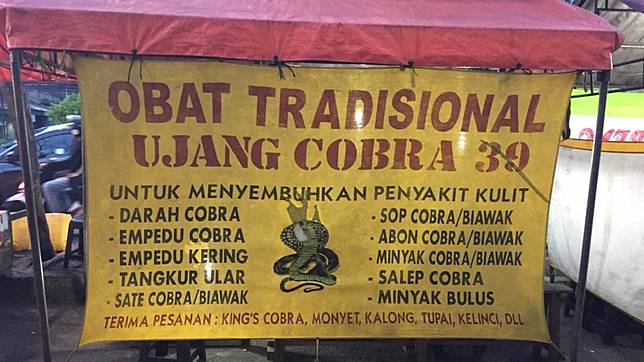 OBAT TRADISIONAL
UJANG COBRA 39
UNTUK MENYEMBUHKAN PENYAKIT KULIT
- DARAH COBRA
- EMPEDU COBRA
- EMPEDU KERING
- TANGKUR ULAR
- SATE COBRA/BIAWAK
- SOP COBRA/BIAWAK
- ABON COBRA/BIAWAK
- MINYAK COBRA/BIAWAK
- SALEP COBRA
- MINYAK BULUS
TERIMA PESANAN : KING'S COBRA, MONYET, KALONG, TUPAI, KELINCI, DLL